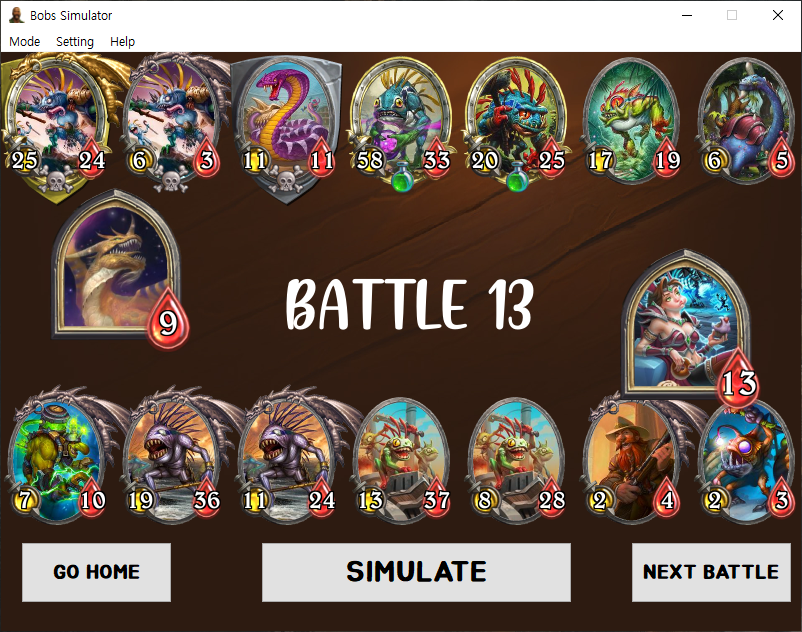 Bobs Simulator
Mode Setting Help
25 24 6 3 11 11 58 33 20 25 17 19 6 5
9
BATTLE 13
13
7 10 19 36 11 24 13 37 8 28 2 4 2 3
GO HOME SIMULATE NEXT BATTLE